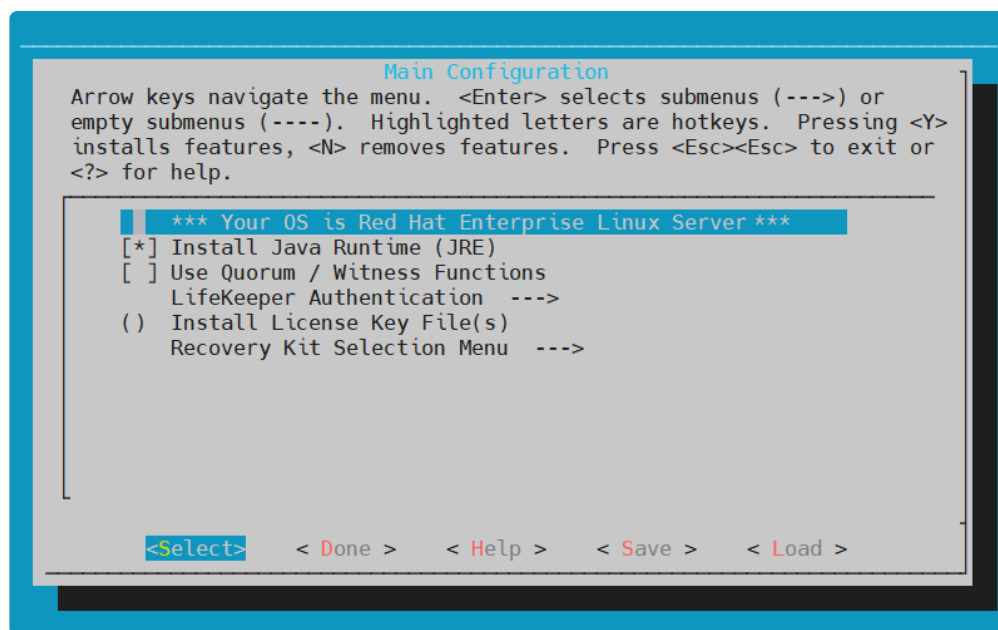 Main Configuration
Arrow keys navigate the menu.  <Enter> selects submenus (--->) or
empty submenus (----).  Highlighted letters are hotkeys.  Pressing <Y>
installs features, <N> removes features.  Press <Esc><Esc> to exit or
<?> for help.
*** Your OS is Red Hat Enterprise Linux Server ***
[*] Install Java Runtime (JRE)
[ ] Use Quorum / Witness Functions
LifeKeeper Authentication  --->
()  Install License Key File(s)
Recovery Kit Selection Menu  --->
<Select>    < Done >    < Help >    < Save >    < Load >